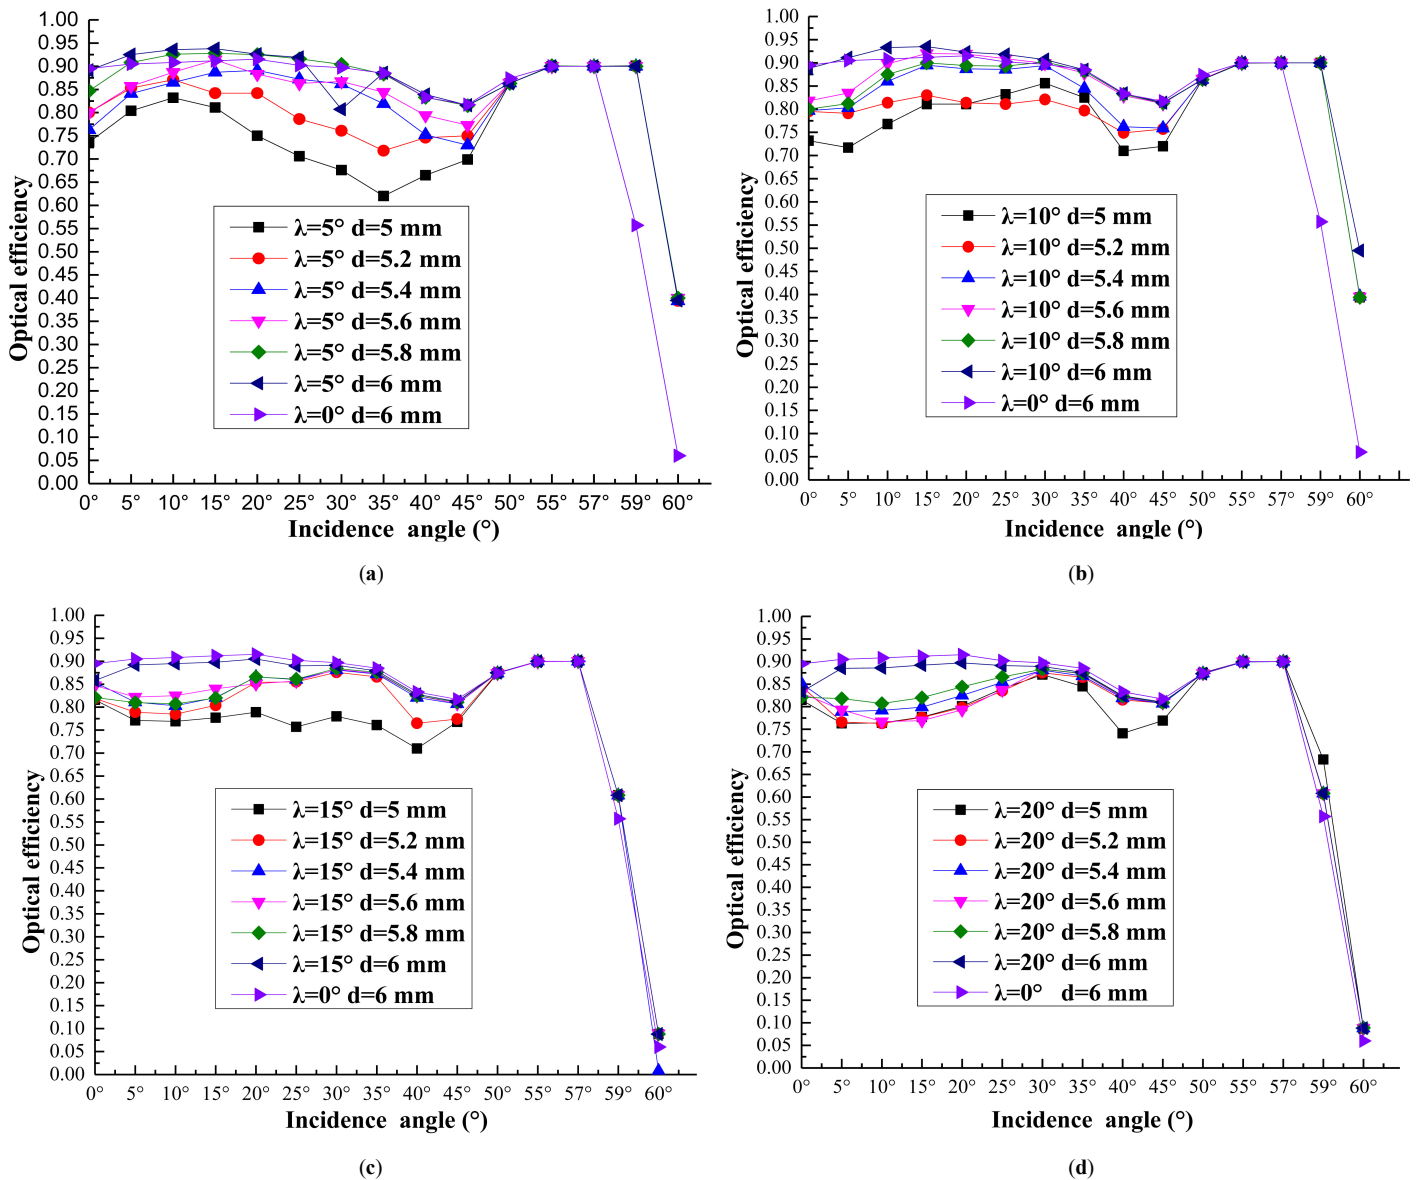 1.00
0.95
0.90
0.85
0.80
0.75
0.70
0.65
0.60
0.55
0.50
0.45
0.40
0.35
0.30
0.25
0.20
0.15
0.10
0.05
0.00
Optical efficiency
λ=5° d=5 mm
λ=5° d=5.2 mm
λ=5° d=5.4 mm
λ=5° d=5.6 mm
λ=5° d=5.8 mm
λ=5° d=6 mm
λ=0° d=6 mm
0° 5° 10° 15° 20° 25° 30° 35° 40° 45° 50° 55° 57° 59° 60°
Incidence angle (°)
(a)
1.00
0.95
0.90
0.85
0.80
0.75
0.70
0.65
0.60
0.55
0.50
0.45
0.40
0.35
0.30
0.25
0.20
0.15
0.10
0.05
0.00
Optical efficiency
λ=10° d=5 mm
λ=10° d=5.2 mm
λ=10° d=5.4 mm
λ=10° d=5.6 mm
λ=10° d=5.8 mm
λ=10° d=6 mm
λ=0° d=6 mm
0° 5° 10° 15° 20° 25° 30° 35° 40° 45° 50° 55° 57° 59° 60°
Incidence angle (°)
(b)
1.00
0.95
0.90
0.85
0.80
0.75
0.70
0.65
0.60
0.55
0.50
0.45
0.40
0.35
0.30
0.25
0.20
0.15
0.10
0.05
0.00
Optical efficiency
λ=15° d=5 mm
λ=15° d=5.2 mm
λ=15° d=5.4 mm
λ=15° d=5.6 mm
λ=15° d=5.8 mm
λ=15° d=6 mm
λ=0° d=6 mm
0° 5° 10° 15° 20° 25° 30° 35° 40° 45° 50° 55° 57° 59° 60°
Incidence angle (°)
(c)
1.00
0.95
0.90
0.85
0.80
0.75
0.70
0.65
0.60
0.55
0.50
0.45
0.40
0.35
0.30
0.25
0.20
0.15
0.10
0.05
0.00
Optical efficiency
λ=20° d=5 mm
λ=20° d=5.2 mm
λ=20° d=5.4 mm
λ=20° d=5.6 mm
λ=20° d=5.8 mm
λ=20° d=6 mm
λ=0° d=6 mm
0° 5° 10° 15° 20° 25° 30° 35° 40° 45° 50° 55° 57° 59° 60°
Incidence angle (°)
(d)